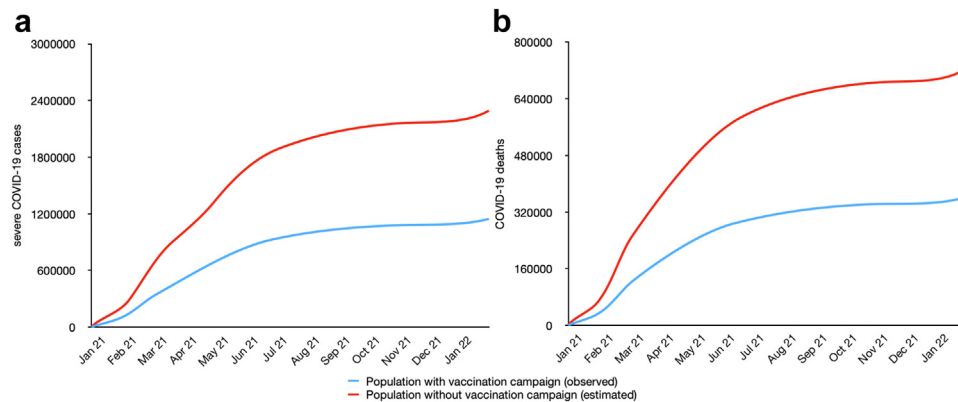 a
3000000
2400000
1800000
1200000
600000
0
severe COVID-19 cases
Jan 21
Feb 21
Mar 21
Apr 21
May 21
Jun 21
Jul 21
Aug 21
Sep 21
Oct 21
Nov 21
Dec 21
Jan 22
b
800000
640000
480000
320000
160000
0
COVID-19 deaths
Jan 21
Feb 21
Mar 21
Apr 21
May 21
Jun 21
Jul 21
Aug 21
Sep 21
Oct 21
Nov 21
Dec 21
Jan 22
Population with vaccination campaign (observed)
Population without vaccination campaign (estimated)